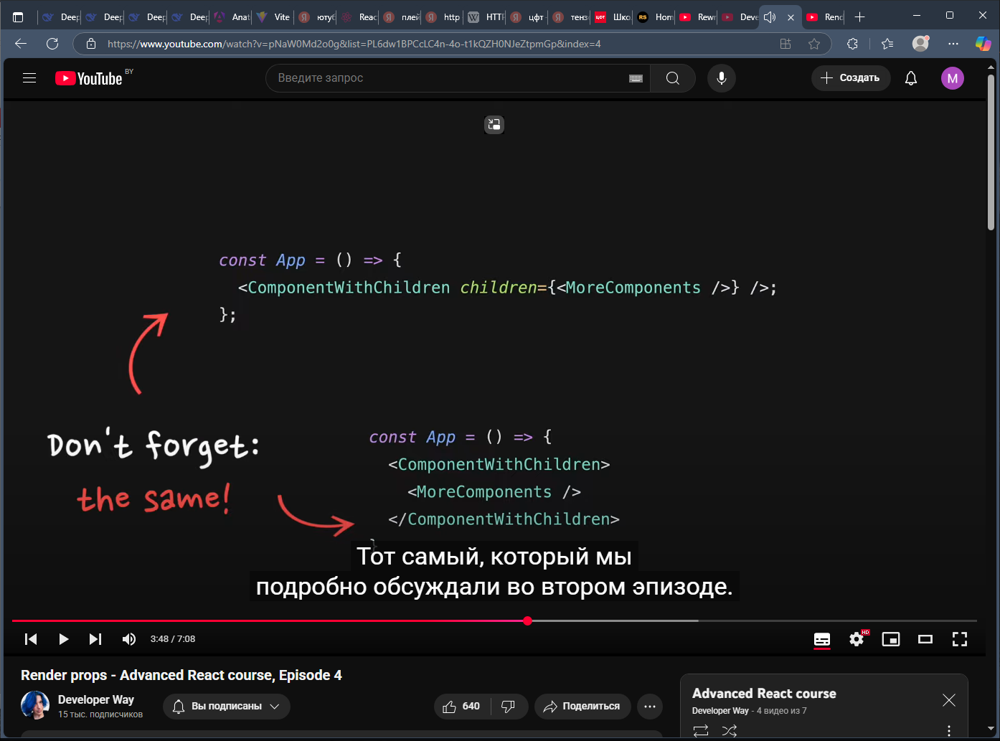 Deep
Deep
Deep
Deep
Anat
Vite
ютуб
Reac
плей
http
HTTP
цфт -
тенз
Шко
Hom
Rewr
Deve
Rend
https://www.youtube.com/watch?v=pNaW0Md2o0g&list=PL6dw1BPCcLC4n-4o-t1kQZH0NJeZtpmGp&index=4
YouTube BY
Введите запрос
Создать
M
const App = () => {
<ComponentWithChildren children={<MoreComponents />} />;
};
Don't forget:
the same!
const App = () => {
<ComponentWithChildren>
<MoreComponents />
</ComponentWithChildren>
}
Тот самый, который мы
подробно обсуждали во втором эпизоде.
3:48 / 7:08
HD
Render props - Advanced React course, Episode 4
Developer Way
15 тыс. подписчиков
Вы подписаны
640
Поделиться
Advanced React course
Developer Way - 4 видео из 7